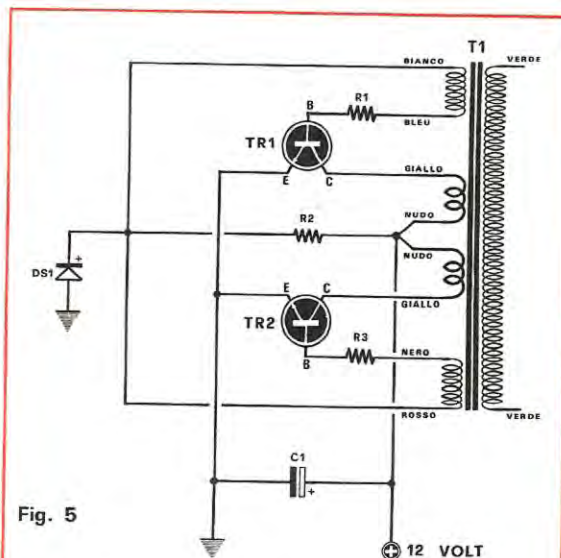 T1
BIANCO
VERDE
B
R1
BLEU
TR1
GIALLO
E
C
R2
NUDO
NUDO
DS1
+
E
C
GIALLO
TR2
R3
NERO
B
ROSSO
VERDE
C1
+
Fig. 5
+ 12 VOLT